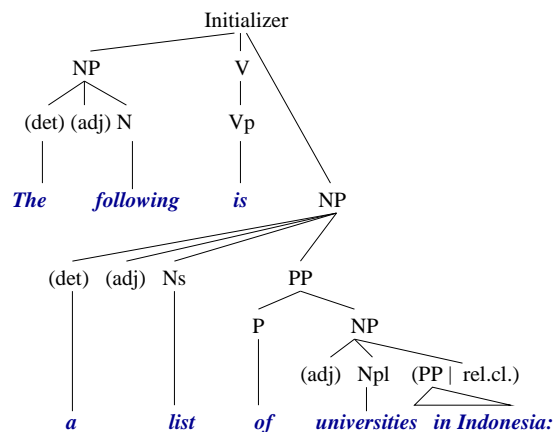 Initializer
NP V
(det) (adj) N Vp
The following is NP
(det) (adj) Ns PP
P NP
(adj) Npl (PP | rel.cl.)
a list of universities in Indonesia: